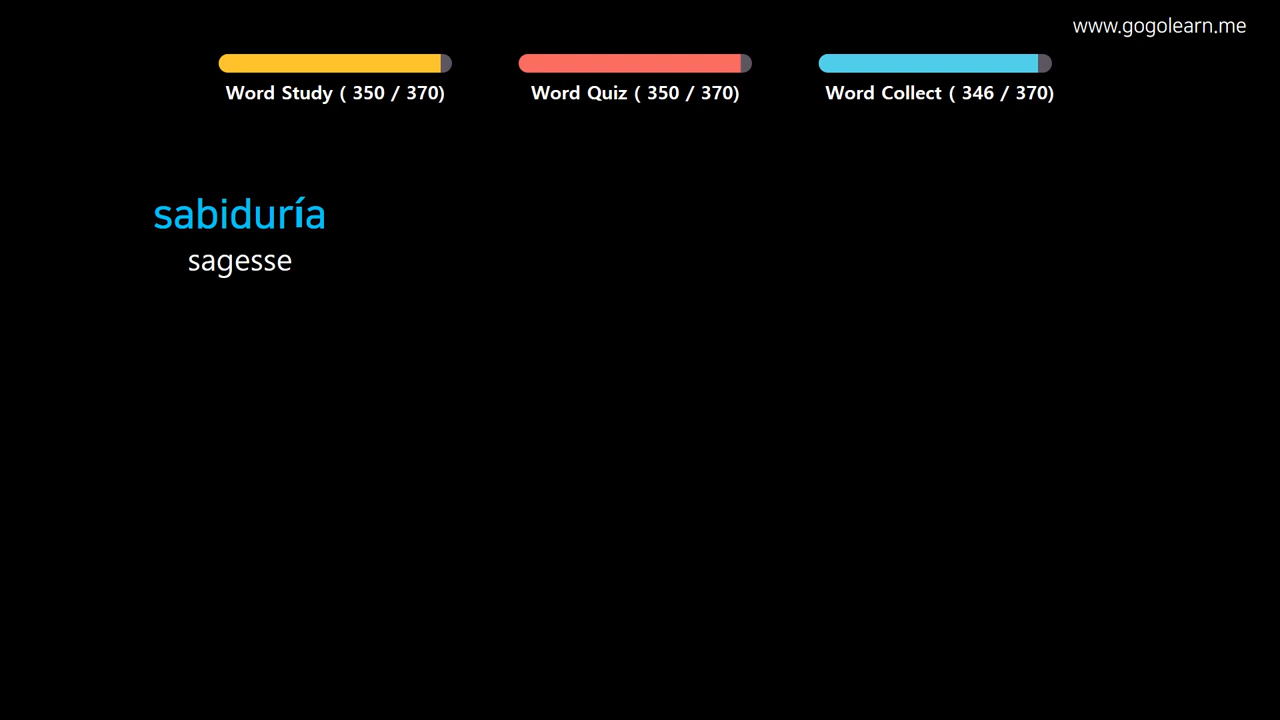 www.gogolearn.me
Word Study ( 350 / 370)
Word Quiz ( 350 / 370)
Word Collect ( 346 / 370)
sabiduría
sagesse